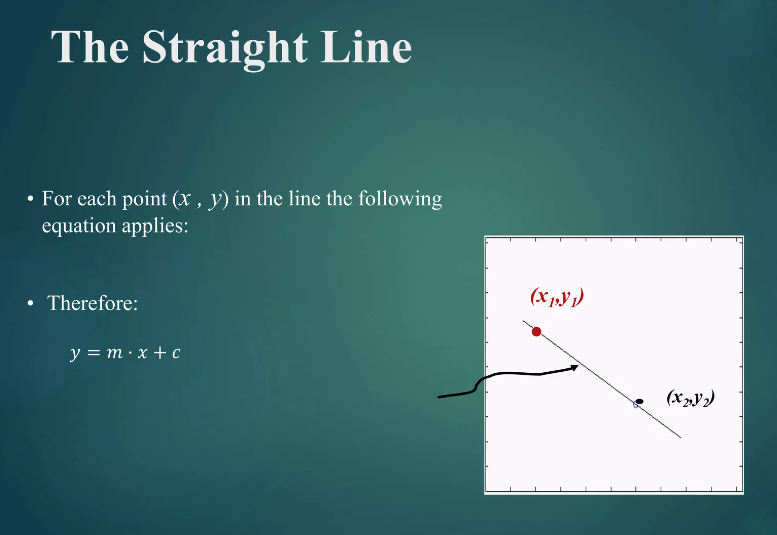 The Straight Line
• For each point (x , y) in the line the following
equation applies:
• Therefore:
y = m · x + c
(x₁,y₁)
(x₂,y₂)